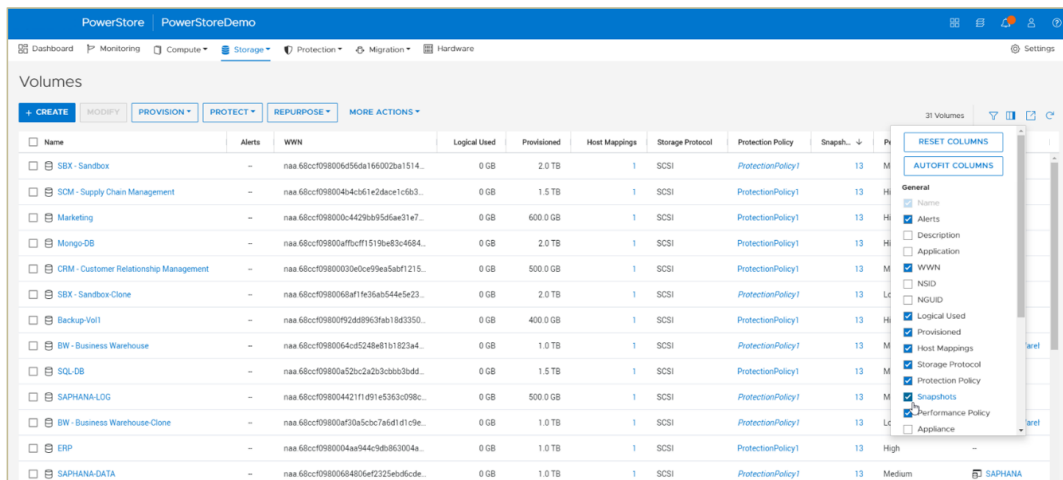 PowerStore | PowerStoreDemo
Dashboard Monitoring Compute Storage Protection Migration Hardware Settings
Volumes
+ CREATE MODIFY PROVISION PROTECT REPURPOSE MORE ACTIONS 31 Volumes
Name Alerts WWN Logical Used Provisioned Host Mappings Storage Protocol Protection Policy Snapsh...
SBX - Sandbox -- naa.68ccf098006d56da166002ba1514... 0 GB 2.0 TB 1 SCSI ProtectionPolicy1 13
SCM - Supply Chain Management -- naa.68ccf098004b4cb61e2dace1c6b3... 0 GB 1.5 TB 1 SCSI ProtectionPolicy1 13
Marketing -- naa.68ccf098000c4429bb95d6ae31e7... 0 GB 600.0 GB 1 SCSI ProtectionPolicy1 13
Mongo-DB -- naa.68ccf09800affbcff1519be83c4684... 0 GB 2.0 TB 1 SCSI ProtectionPolicy1 13
CRM - Customer Relationship Management -- naa.68ccf09800030e0ce99ea5abf1215... 0 GB 500.0 GB 1 SCSI ProtectionPolicy1 13
SBX - Sandbox-Clone -- naa.68ccf0980068af1fe36ab544e5e23... 0 GB 2.0 TB 1 SCSI ProtectionPolicy1 13
Backup-Vol1 -- naa.68ccf09800f92dd8963fab18d3350... 0 GB 400.0 GB 1 SCSI ProtectionPolicy1 13
BW - Business Warehouse -- naa.68ccf0980064cd5248e81b1823a4... 0 GB 1.0 TB 1 SCSI ProtectionPolicy1 13
SQL-DB -- naa.68ccf09800a52bc2a2b3cbbb3bdd... 0 GB 1.5 TB 1 SCSI ProtectionPolicy1 13
SAPHANA-LOG -- naa.68ccf098004421f1d91e5363c098c... 0 GB 500.0 GB 1 SCSI ProtectionPolicy1 13
BW - Business Warehouse-Clone -- naa.68ccf09800af30a5cbc7a6d1d1c9e... 0 GB 1.0 TB 1 SCSI ProtectionPolicy1 13
ERP -- naa.68ccf0980004aa944c9db863004a... 0 GB 1.0 TB 1 SCSI ProtectionPolicy1 13 High --
SAPHANA-DATA -- naa.68ccf09800684806ef2325ebd6cde... 0 GB 1.0 TB 1 SCSI ProtectionPolicy1 13 Medium SAPHANA
RESET COLUMNS
AUTOFIT COLUMNS
General
Name
Alerts
Description
Application
WWN
NSID
NGUID
Logical Used
Provisioned
Host Mappings
Storage Protocol
Protection Policy
Snapshots
Performance Policy
Appliance